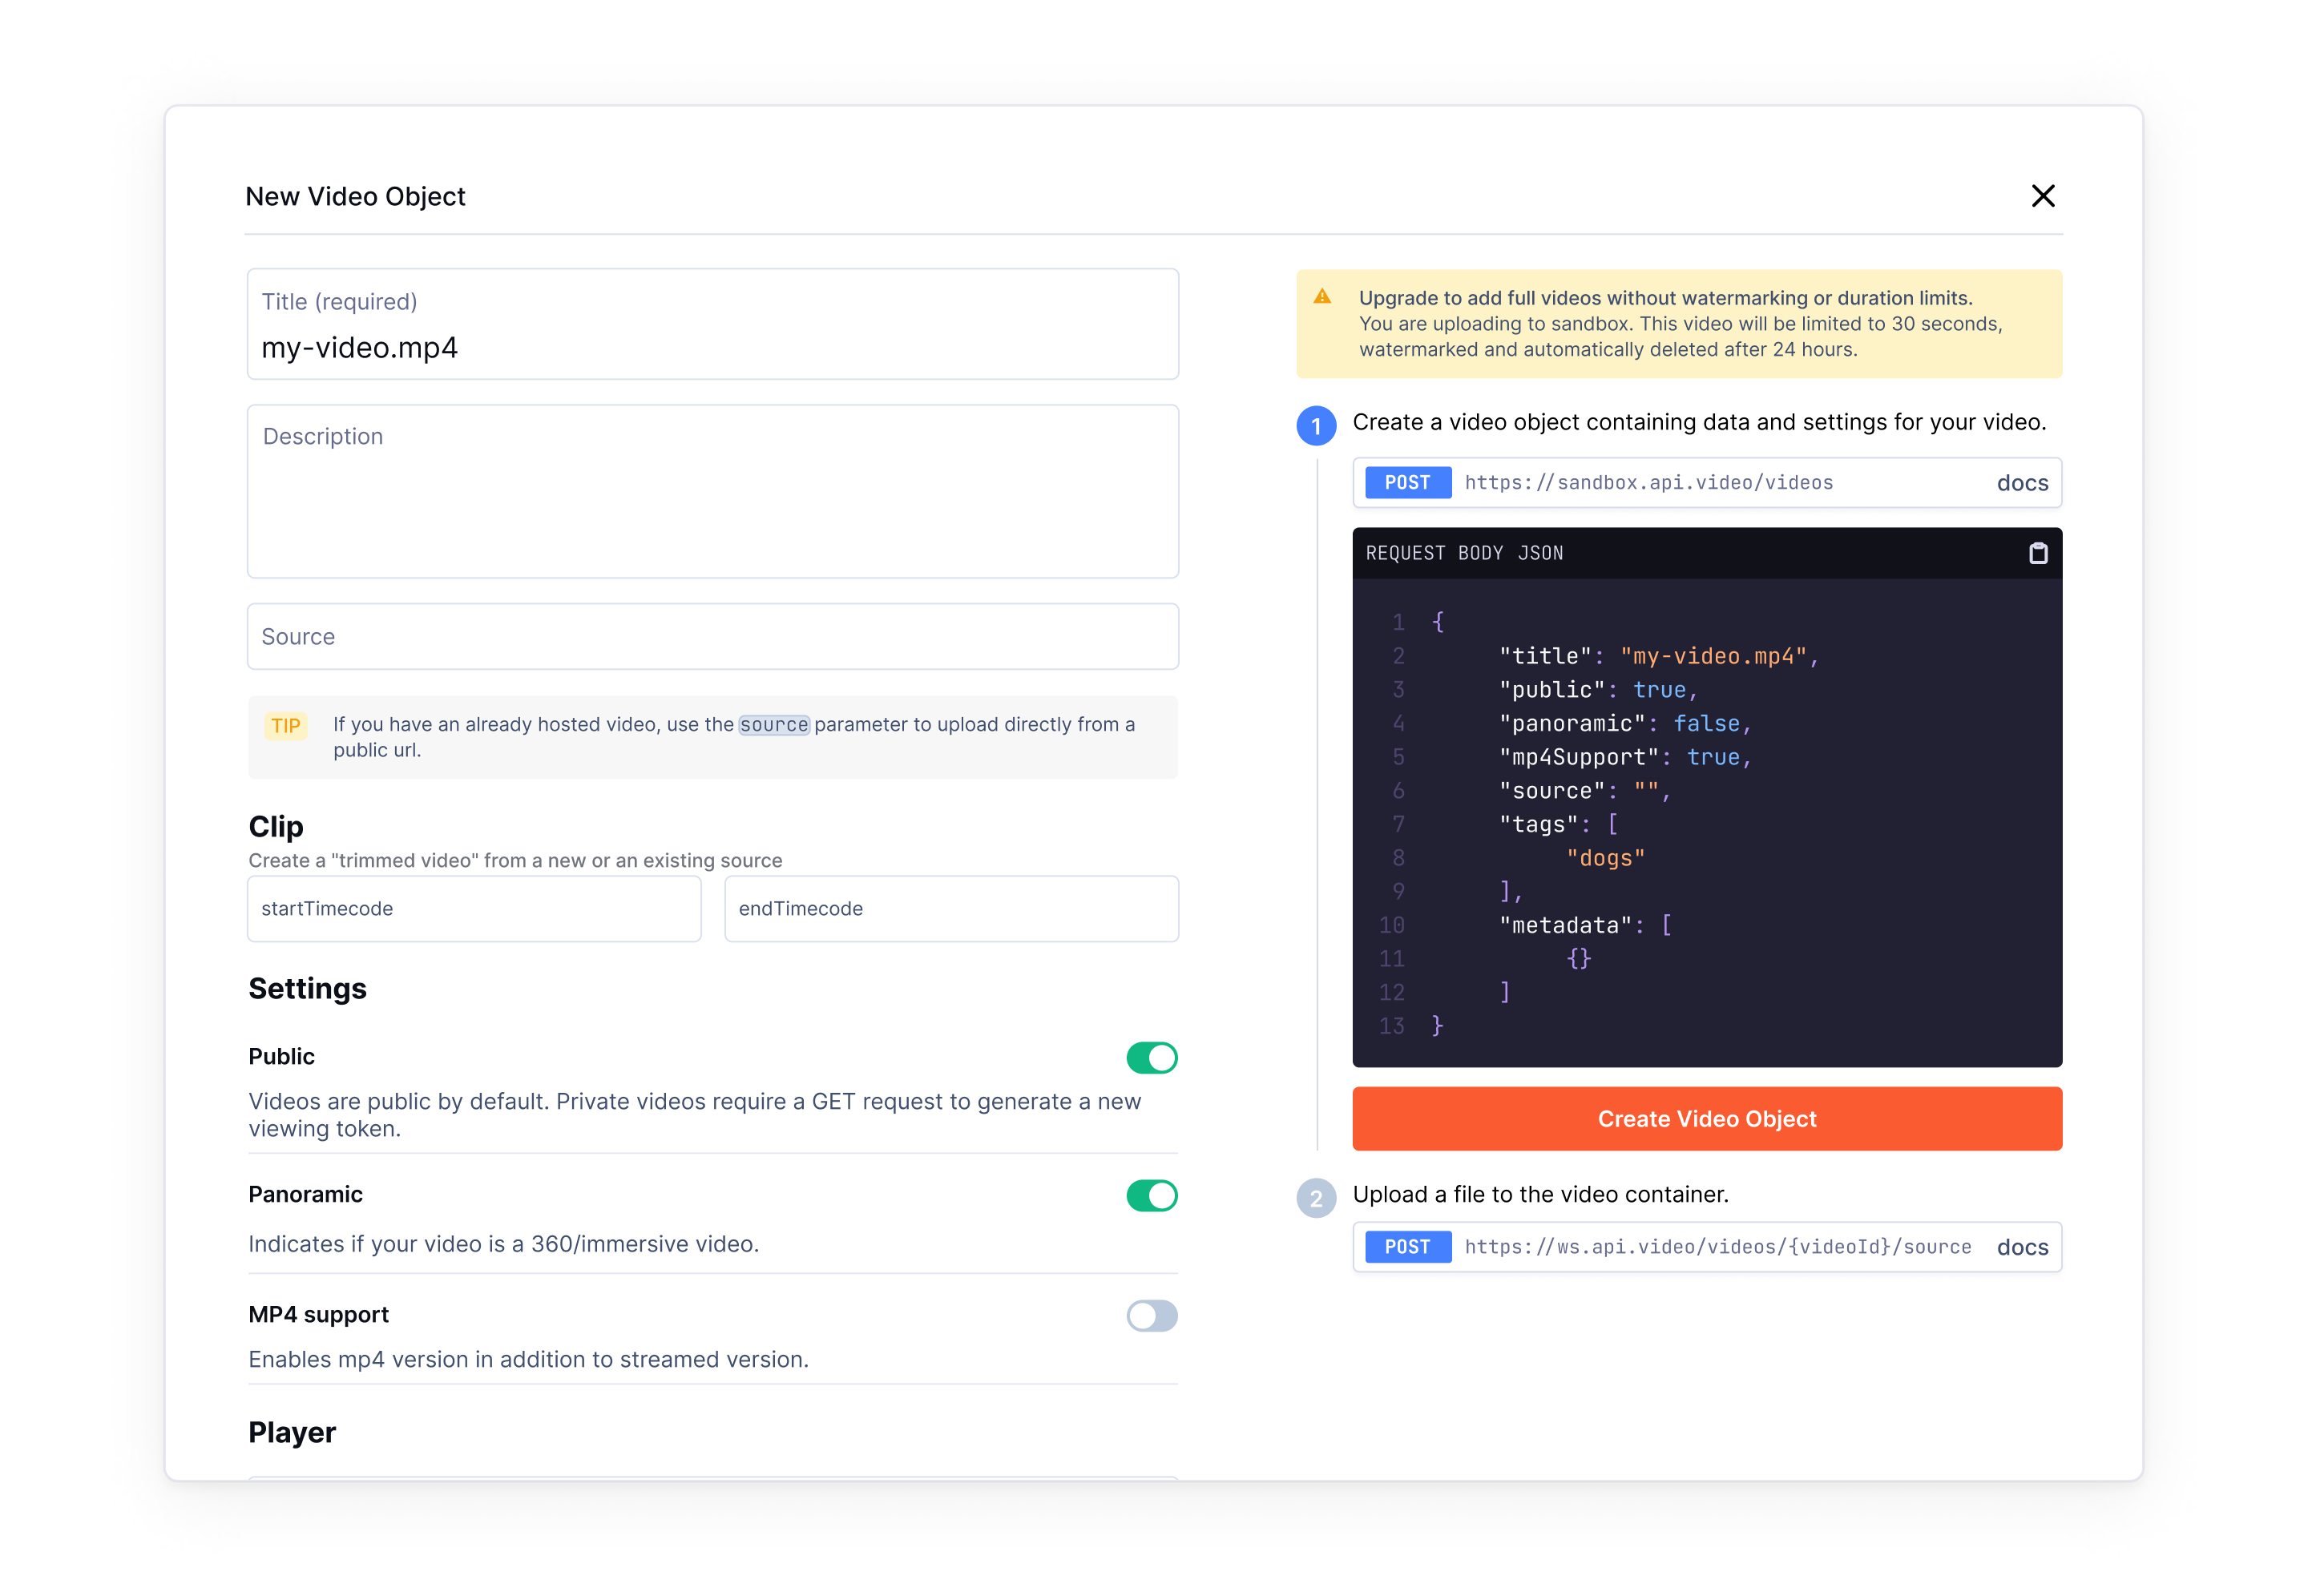 New Video Object
Title (required)
my-video.mp4
Description
Source
TIP
If you have an already hosted video, use the source parameter to upload directly from a
public url.
Clip
Create a "trimmed video" from a new or an existing source
startTimecode
endTimecode
Settings
Public
Videos are public by default. Private videos require a GET request to generate a new
viewing token.
Panoramic
Indicates if your video is a 360/immersive video.
MP4 support
Enables mp4 version in addition to streamed version.
Player
Upgrade to add full videos without watermarking or duration limits.
You are uploading to sandbox. This video will be limited to 30 seconds,
watermarked and automatically deleted after 24 hours.
1 Create a video object containing data and settings for your video.
POST https://sandbox.api.video/videos docs
REQUEST BODY JSON
1 {
2 "title": "my-video.mp4",
3 "public": true,
4 "panoramic": false,
5 "mp4Support": true,
6 "source": "",
7 "tags": [
8 "dogs"
9 ],
10 "metadata": [
11 {}
12 ]
13 }
Create Video Object
2 Upload a file to the video container.
POST https://ws.api.video/videos/{videoId}/source docs